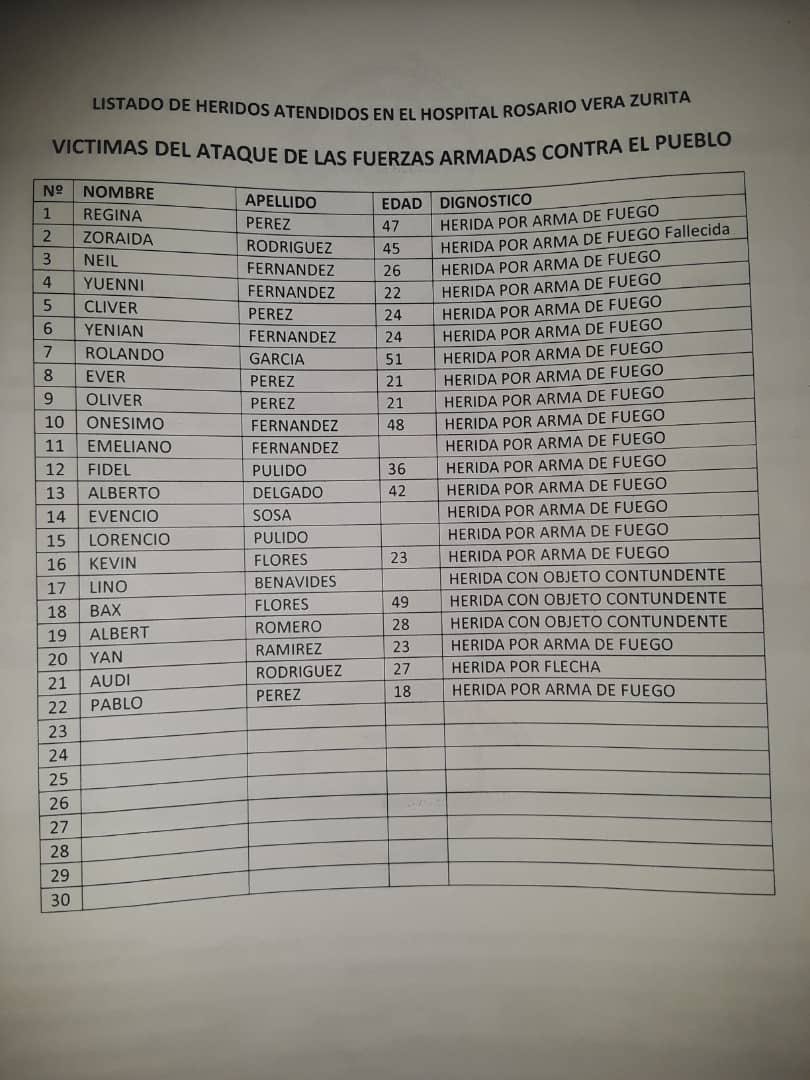 LISTADO DE HERIDOS ATENDIDOS EN EL HOSPITAL ROSARIO VERA ZURITA
VICTIMAS DEL ATAQUE DE LAS FUERZAS ARMADAS CONTRA EL PUEBLO
Nº NOMBRE APELLIDO EDAD DIGNOSTICO
1 REGINA PEREZ 47 HERIDA POR ARMA DE FUEGO
2 ZORAIDA RODRIGUEZ 45 HERIDA POR ARMA DE FUEGO Fallecida
3 NEIL FERNANDEZ 26 HERIDA POR ARMA DE FUEGO
4 YUENNI FERNANDEZ 22 HERIDA POR ARMA DE FUEGO
5 CLIVER PEREZ 24 HERIDA POR ARMA DE FUEGO
6 YENIAN FERNANDEZ 24 HERIDA POR ARMA DE FUEGO
7 ROLANDO GARCIA 51 HERIDA POR ARMA DE FUEGO
8 EVER PEREZ 21 HERIDA POR ARMA DE FUEGO
9 OLIVER PEREZ 21 HERIDA POR ARMA DE FUEGO
10 ONESIMO FERNANDEZ 48 HERIDA POR ARMA DE FUEGO
11 EMELIANO FERNANDEZ HERIDA POR ARMA DE FUEGO
12 FIDEL PULIDO 36 HERIDA POR ARMA DE FUEGO
13 ALBERTO DELGADO 42 HERIDA POR ARMA DE FUEGO
14 EVENCIO SOSA HERIDA POR ARMA DE FUEGO
15 LORENCIO PULIDO HERIDA POR ARMA DE FUEGO
16 KEVIN FLORES 23 HERIDA POR ARMA DE FUEGO
17 LINO BENAVIDES HERIDA CON OBJETO CONTUNDENTE
18 BAX FLORES 49 HERIDA CON OBJETO CONTUNDENTE
19 ALBERT ROMERO 28 HERIDA CON OBJETO CONTUNDENTE
20 YAN RAMIREZ 23 HERIDA POR ARMA DE FUEGO
21 AUDI RODRIGUEZ 27 HERIDA POR FLECHA
22 PABLO PEREZ 18 HERIDA POR ARMA DE FUEGO
23
24
25
26
27
28
29
30